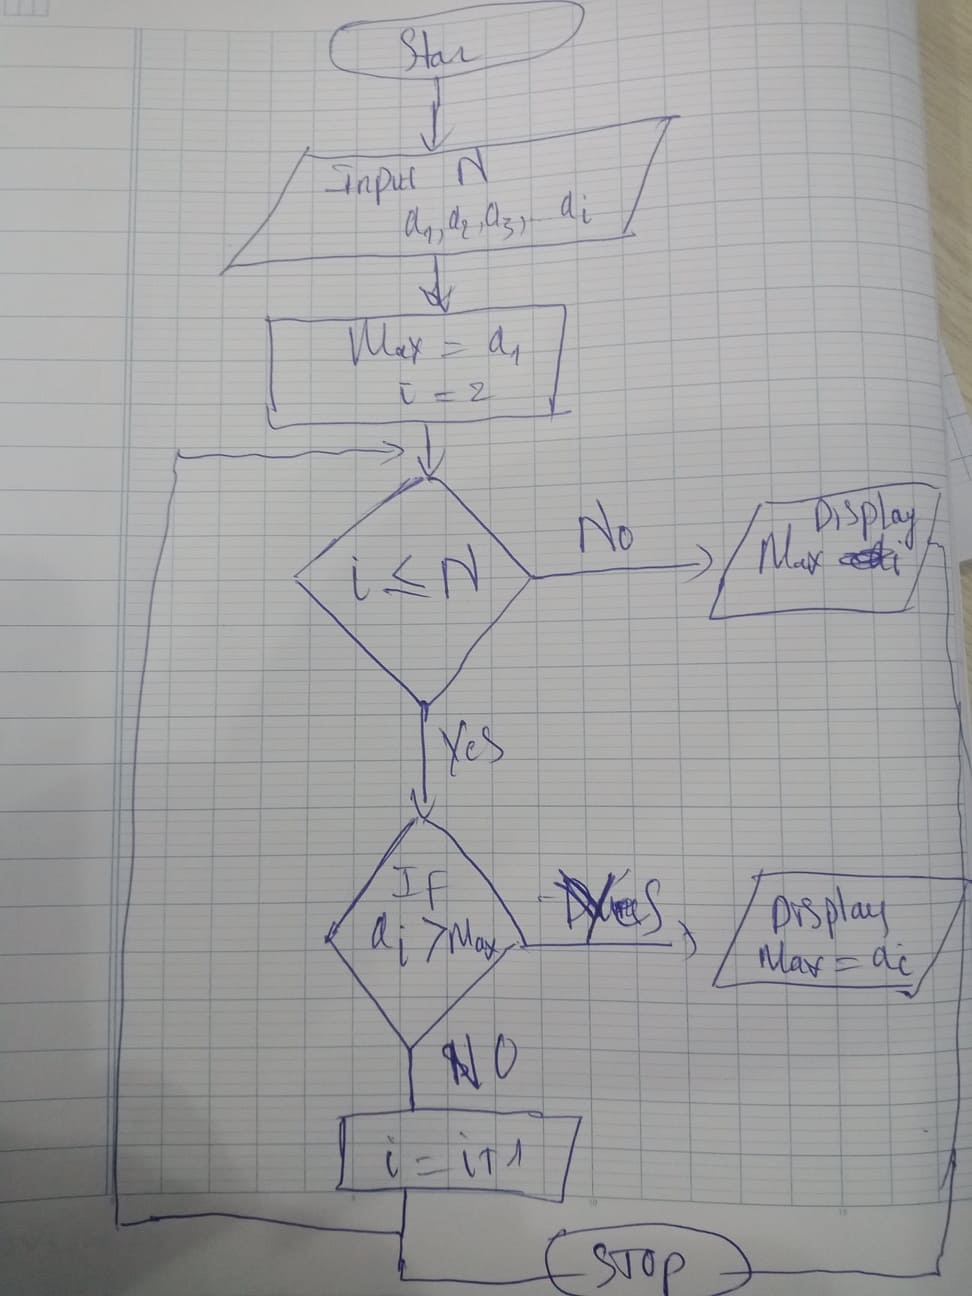 Star
Input N
a1, a2, a3, .. ai
Max = a1
i = 2
i ≤ N
No
Display
Max
Yes
IF
ai > Max
Yes
Display
Max = ai
NO
i = i+1
STOP